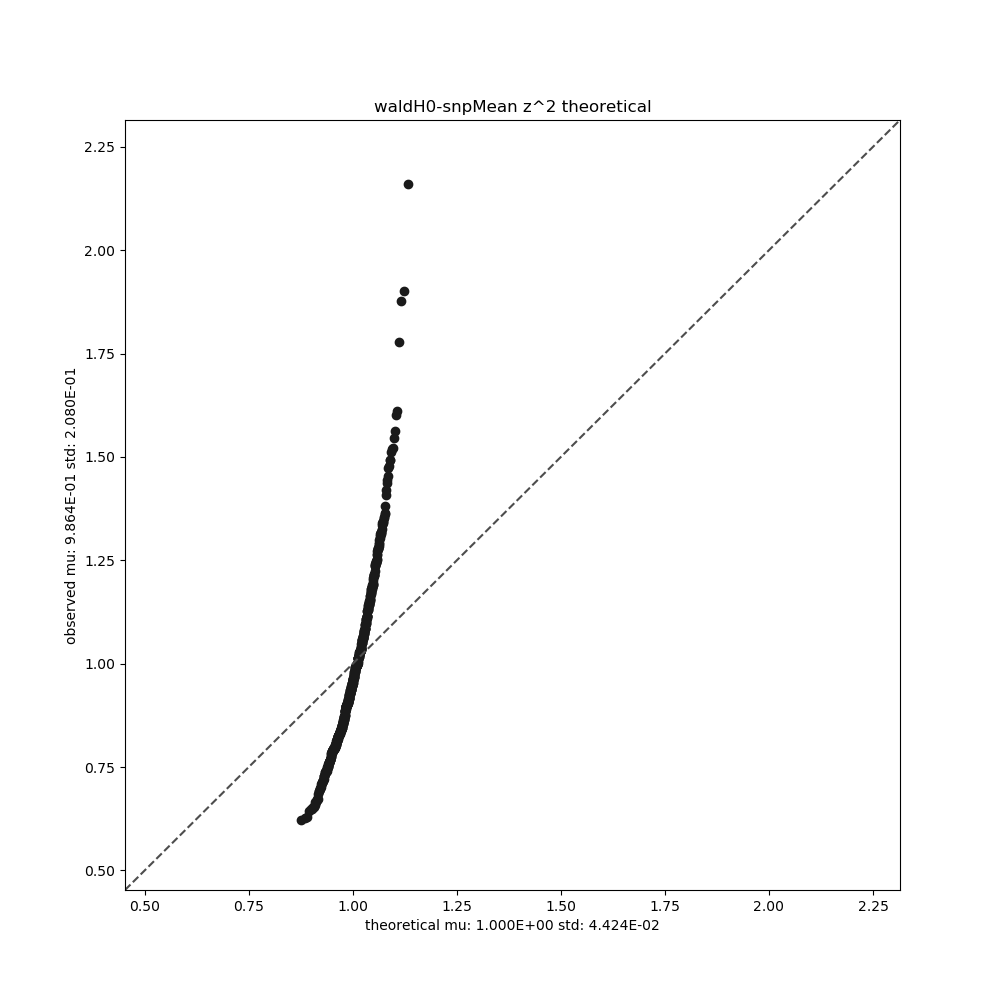 waldH0-snpMean z^2 theoretical
2.25
2.00
1.75
1.50
1.25
1.00
0.75
0.50
observed mu: 9.864E-01 std: 2.080E-01
0.50 0.75 1.00 1.25 1.50 1.75 2.00 2.25
theoretical mu: 1.000E+00 std: 4.424E-02